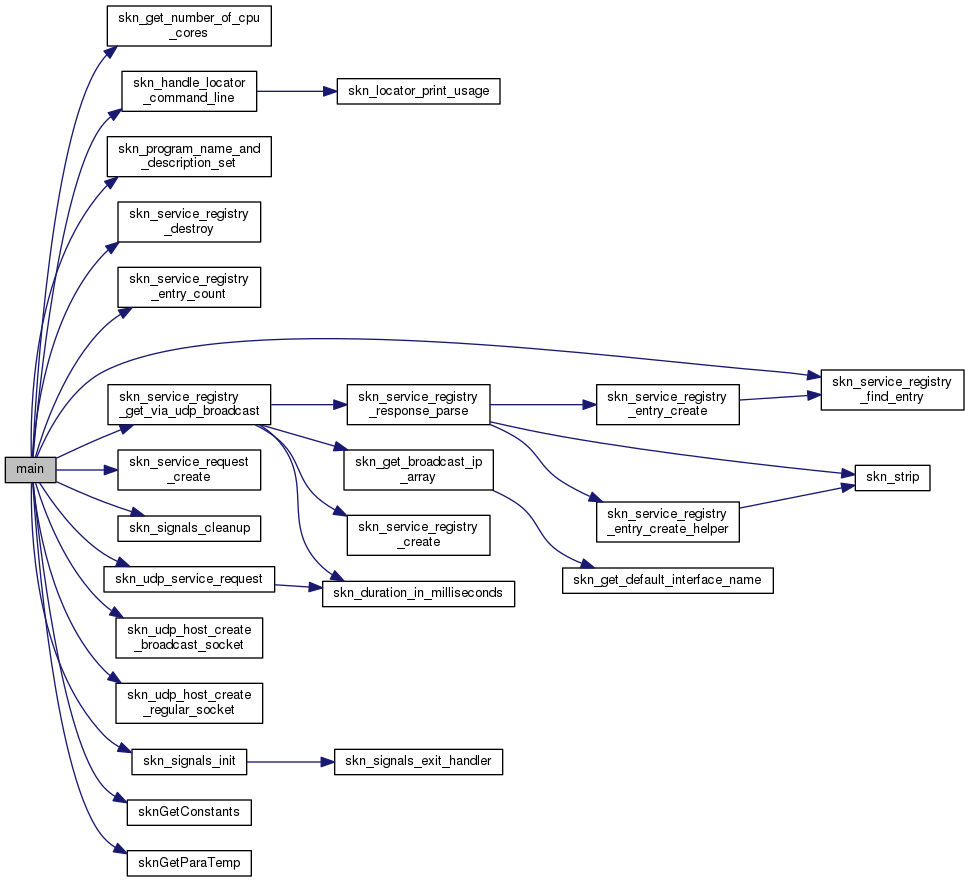 main
skn_get_number_of_cpu
_cores
skn_handle_locator
_command_line
skn_locator_print_usage
skn_program_name_and
_description_set
skn_service_registry
_destroy
skn_service_registry
_entry_count
skn_service_registry
_get_via_udp_broadcast
skn_service_registry
_response_parse
skn_service_registry
_entry_create
skn_service_registry
_find_entry
skn_service_request
_create
skn_get_broadcast_ip
_array
skn_strip
skn_signals_cleanup
skn_service_registry
_create
skn_service_registry
_entry_create_helper
skn_udp_service_request
skn_duration_in_milliseconds
skn_get_default_interface_name
skn_udp_host_create
_broadcast_socket
skn_udp_host_create
_regular_socket
skn_signals_init
skn_signals_exit_handler
sknGetConstants
sknGetParaTemp